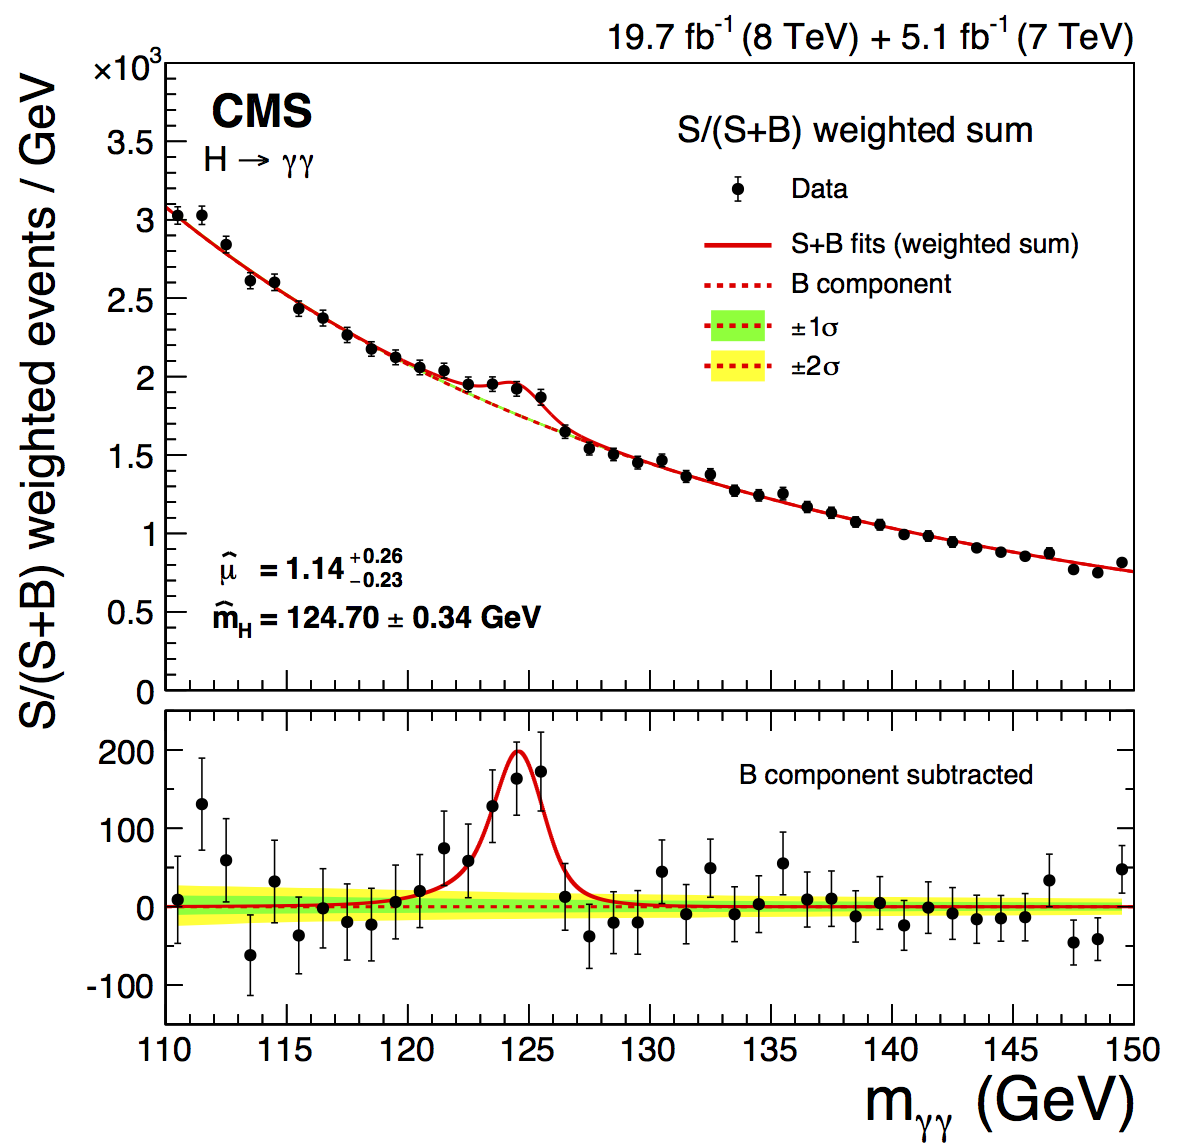 19.7 fb⁻¹ (8 TeV) + 5.1 fb⁻¹ (7 TeV)
×10³
S/(S+B) weighted events / GeV
CMS
H → γγ
S/(S+B) weighted sum
Data
S+B fits (weighted sum)
B component
±1σ
±2σ
3.5
3
2.5
2
1.5
1
0.5
0
μ̂ = 1.14 +0.26 −0.23
m̂_H = 124.70 ± 0.34 GeV
B component subtracted
200
100
0
-100
110 115 120 125 130 135 140 145 150
m_γγ (GeV)